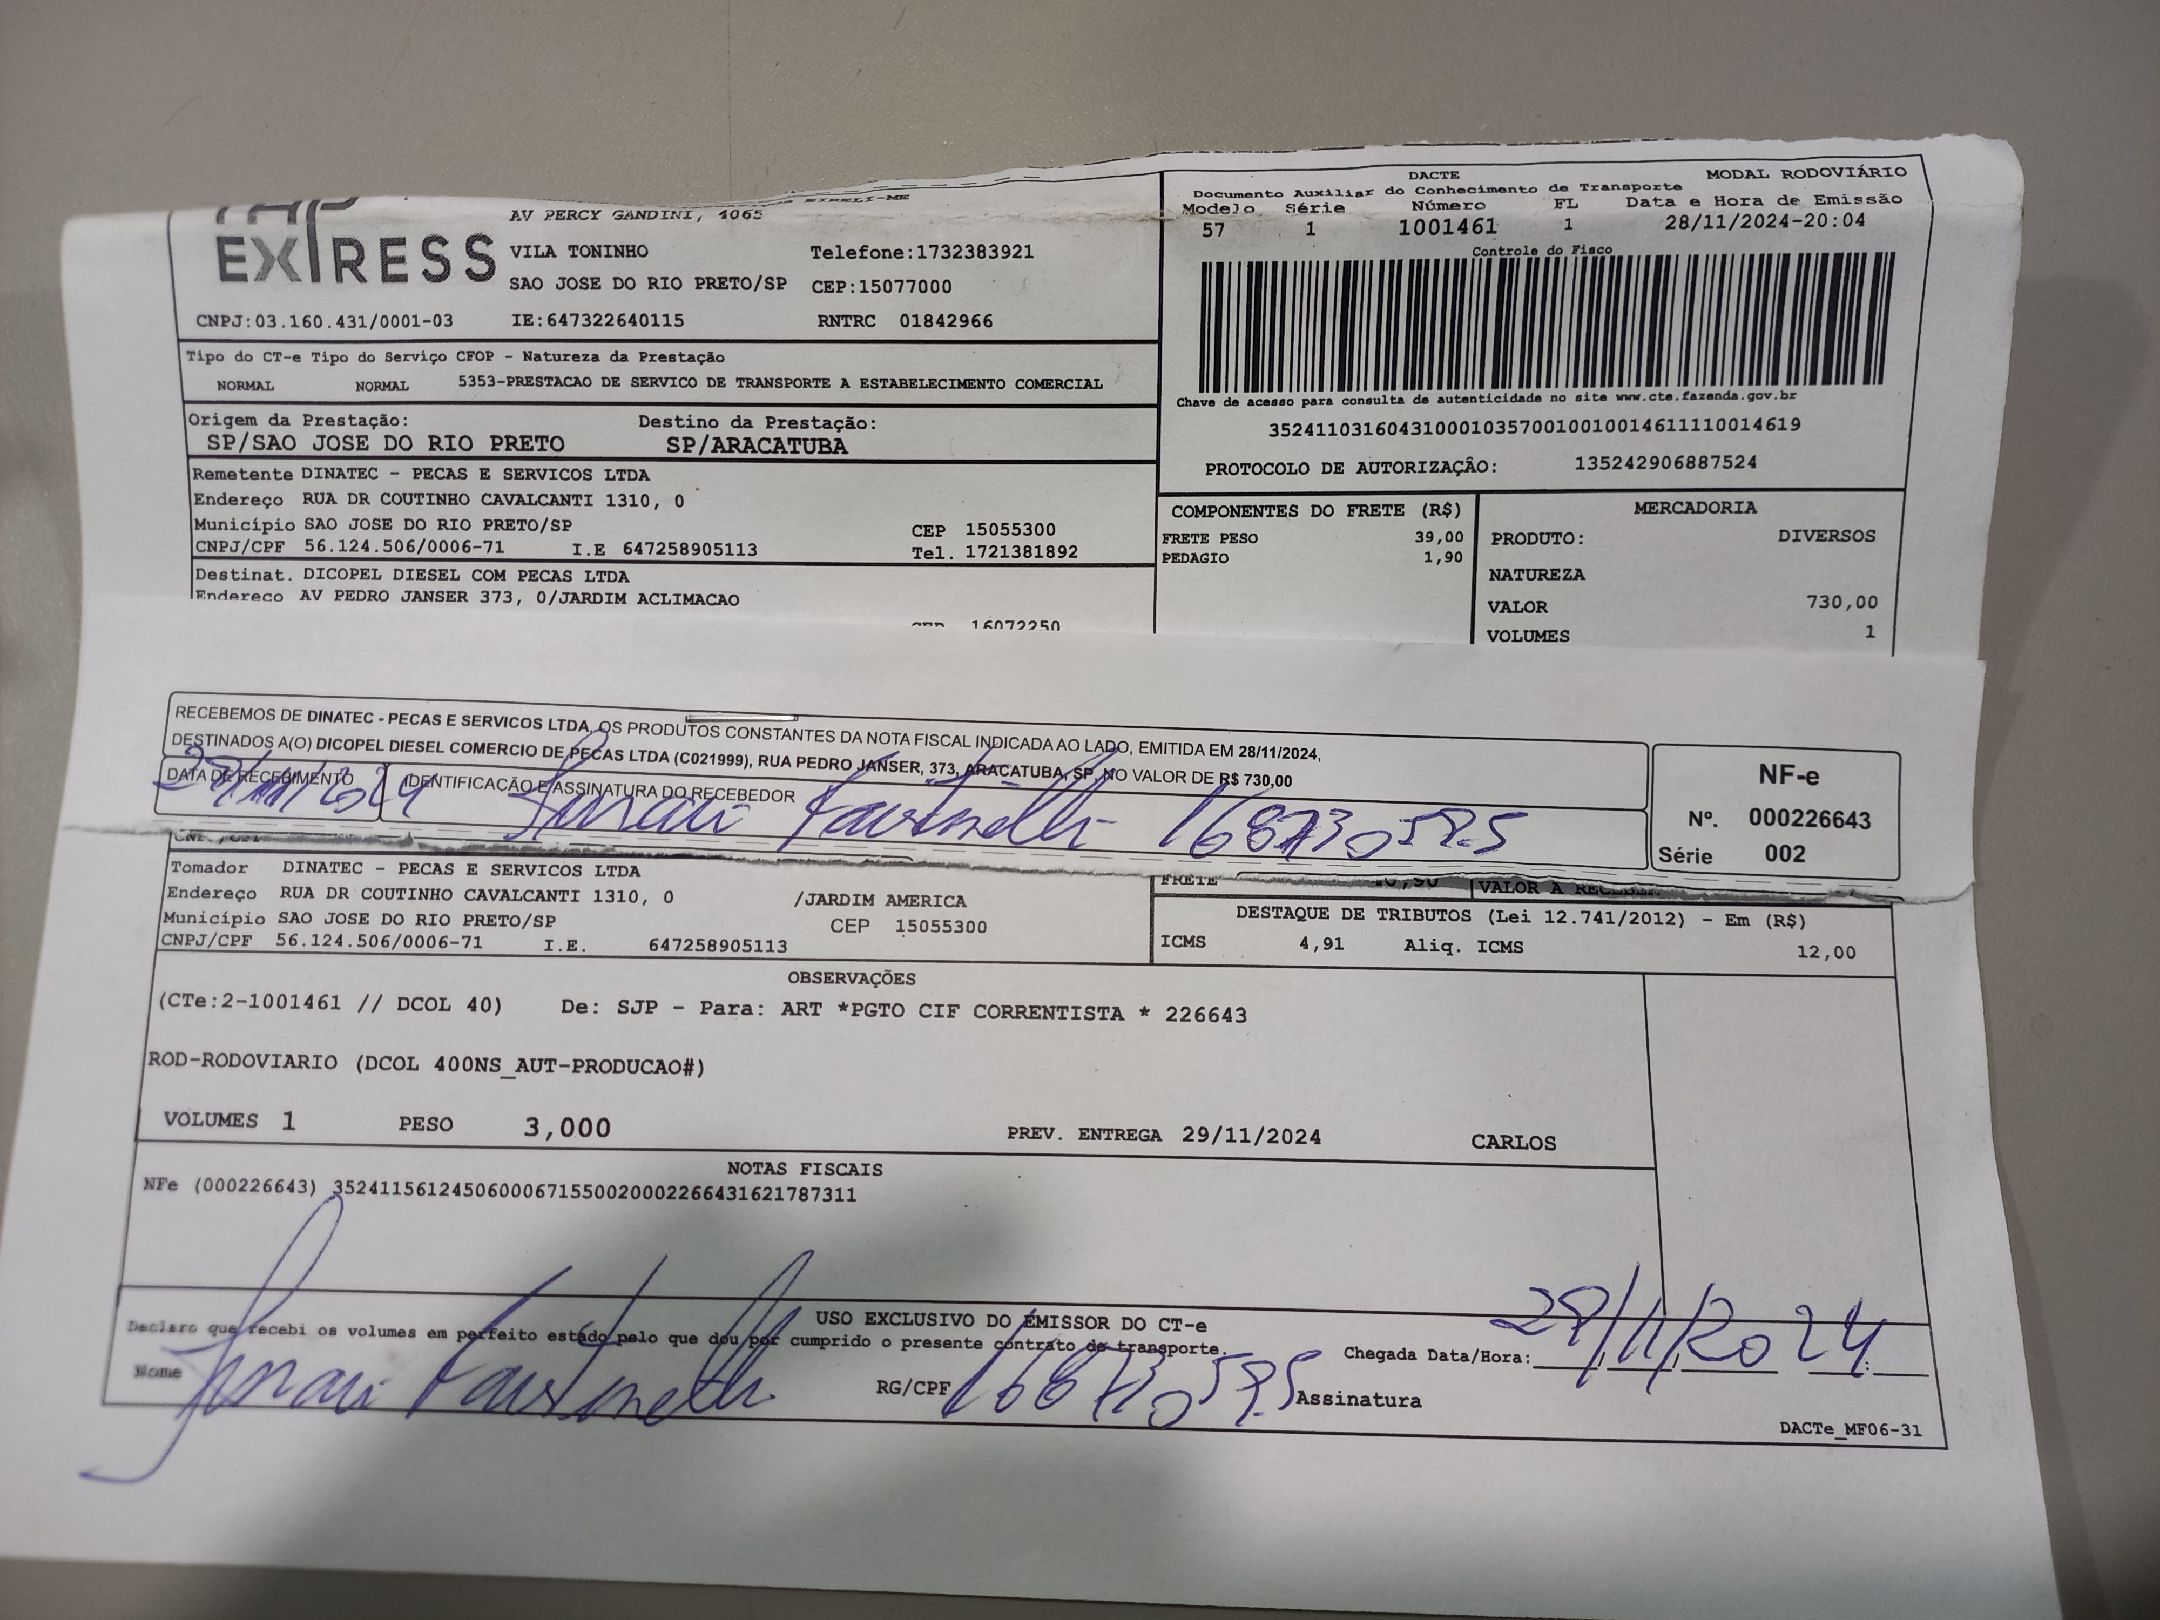 EXPRESS
AV PERCY GANDINI, 4065
VILA TONINHO Telefone:1732383921
SAO JOSE DO RIO PRETO/SP CEP:15077000
CNPJ:03.160.431/0001-03 IE:647322640115 RNTRC 01842966
DACTE MODAL RODOVIÁRIO
Documento Auxiliar do Conhecimento de Transporte
Modelo Série Número FL Data e Hora de Emissão
57 1 1001461 1 28/11/2024-20:04
Controle do Fisco
Chave de acesso para consulta de autenticidade no site www.cte.fazenda.gov.br
35241103160431000103570010010014611110014619
PROTOCOLO DE AUTORIZAÇÃO: 135242906887524
Tipo do CT-e Tipo do Serviço CFOP - Natureza da Prestação
NORMAL NORMAL 5353-PRESTACAO DE SERVICO DE TRANSPORTE A ESTABELECIMENTO COMERCIAL
Origem da Prestação: Destino da Prestação:
SP/SAO JOSE DO RIO PRETO SP/ARACATUBA
Remetente DINATEC - PECAS E SERVICOS LTDA
Endereço RUA DR COUTINHO CAVALCANTI 1310, 0
Município SAO JOSE DO RIO PRETO/SP CEP 15055300
CNPJ/CPF 56.124.506/0006-71 I.E 647258905113 Tel. 1721381892
Destinat. DICOPEL DIESEL COM PECAS LTDA
Endereço AV PEDRO JANSER 373, 0/JARDIM ACLIMACAO
16072250
COMPONENTES DO FRETE (R$)
FRETE PESO 39,00
PEDAGIO 1,90
MERCADORIA
PRODUTO: DIVERSOS
NATUREZA
VALOR 730,00
VOLUMES 1
RECEBEMOS DE DINATEC - PECAS E SERVICOS LTDA, OS PRODUTOS CONSTANTES DA NOTA FISCAL INDICADA AO LADO, EMITIDA EM 28/11/2024,
DESTINADOS A(O) DICOPEL DIESEL COMERCIO DE PECAS LTDA (C021999), RUA PEDRO JANSER, 373, ARACATUBA, SP, NO VALOR DE R$ 730,00
DATA DE RECEBIMENTO IDENTIFICAÇÃO E ASSINATURA DO RECEBEDOR
NF-e
Nº. 000226643
Série 002
Tomador DINATEC - PECAS E SERVICOS LTDA
Endereço RUA DR COUTINHO CAVALCANTI 1310, 0 /JARDIM AMERICA
Município SAO JOSE DO RIO PRETO/SP CEP 15055300
CNPJ/CPF 56.124.506/0006-71 I.E. 647258905113
FRETE VALOR A
DESTAQUE DE TRIBUTOS (Lei 12.741/2012) - Em (R$)
ICMS 4,91 Aliq. ICMS 12,00
OBSERVAÇÕES
(CTe:2-1001461 // DCOL 40) De: SJP - Para: ART *PGTO CIF CORRENTISTA * 226643
ROD-RODOVIARIO (DCOL 400NS_AUT-PRODUCAO#)
VOLUMES 1 PESO 3,000 PREV. ENTREGA 29/11/2024 CARLOS
NOTAS FISCAIS
NFe (000226643) 35241156124506000671550020002266431621787311
USO EXCLUSIVO DO EMISSOR DO CT-e
Declaro que recebi os volumes em perfeito estado pelo que dou por cumprido o presente contrato de transporte.
Nome RG/CPF Assinatura
Chegada Data/Hora:
DACTe_MF06-31